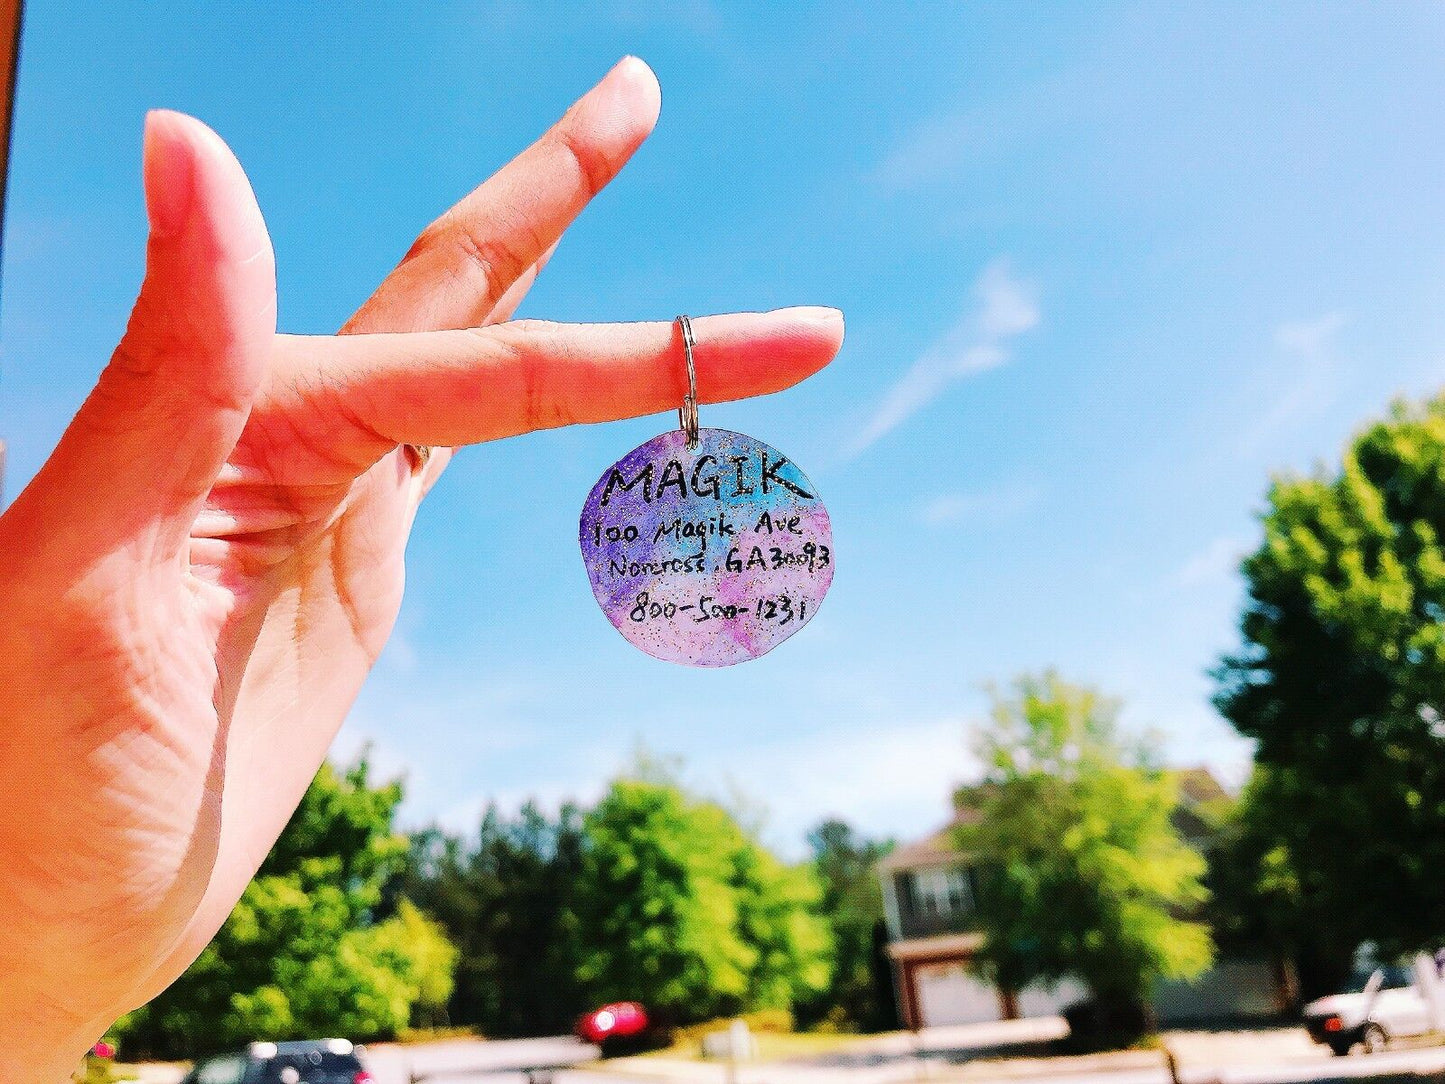 MAGIK
100 Magik Ave
Norcross, GA 30093
800-500-1231